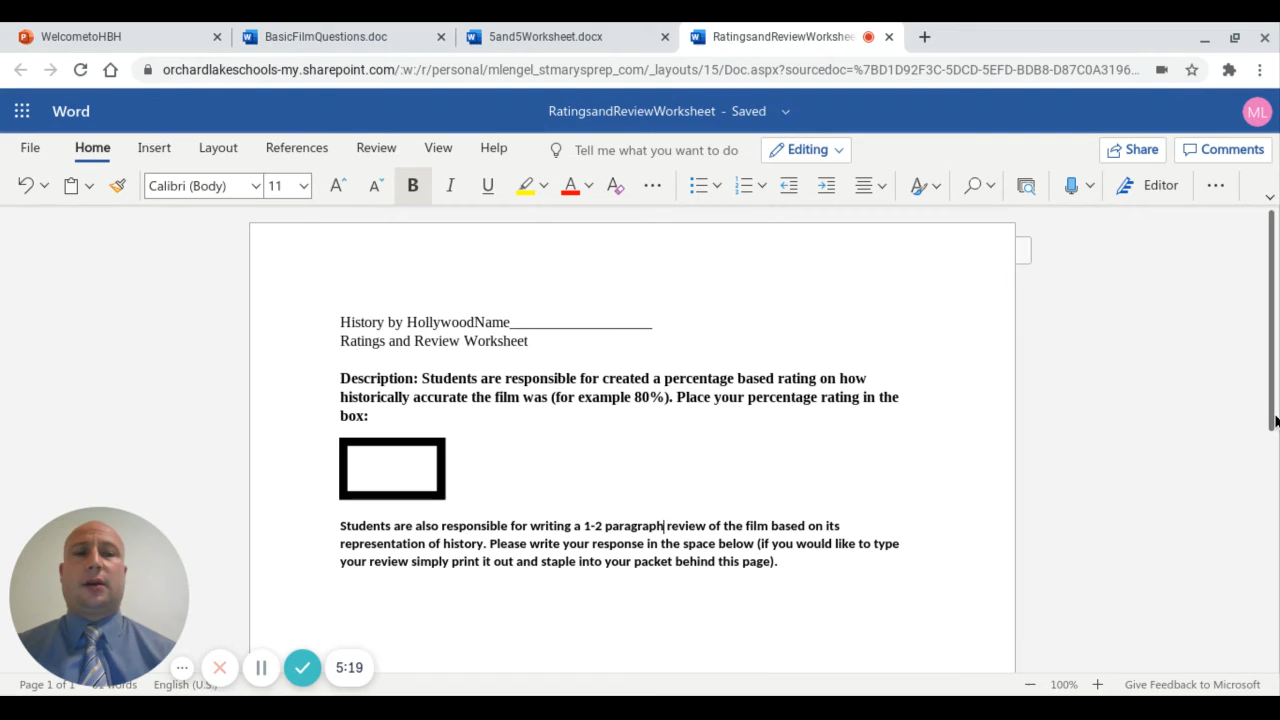 WelcometoHBH
BasicFilmQuestions.doc
5and5Worksheet.docx
RatingsandReviewWorkshee
orchardlakeschools-my.sharepoint.com/:w:/r/personal/mlengel_stmarysprep_com/_layouts/15/Doc.aspx?sourcedoc=%7BD1D92F3C-5DCD-5EFD-BDB8-D87C0A3196...
Word
RatingsandReviewWorksheet - Saved
ML
File Home Insert Layout References Review View Help
Tell me what you want to do
Editing
Share
Comments
Calibri (Body) 11
B I U
Editor
History by HollywoodName___________________
Ratings and Review Worksheet
Description: Students are responsible for created a percentage based rating on how
historically accurate the film was (for example 80%). Place your percentage rating in the
box:
Students are also responsible for writing a 1-2 paragraph review of the film based on its
representation of history. Please write your response in the space below (if you would like to type
your review simply print it out and staple into your packet behind this page).
5:19
Page 1 of 1
words
English (U.S.)
100%
Give Feedback to Microsoft